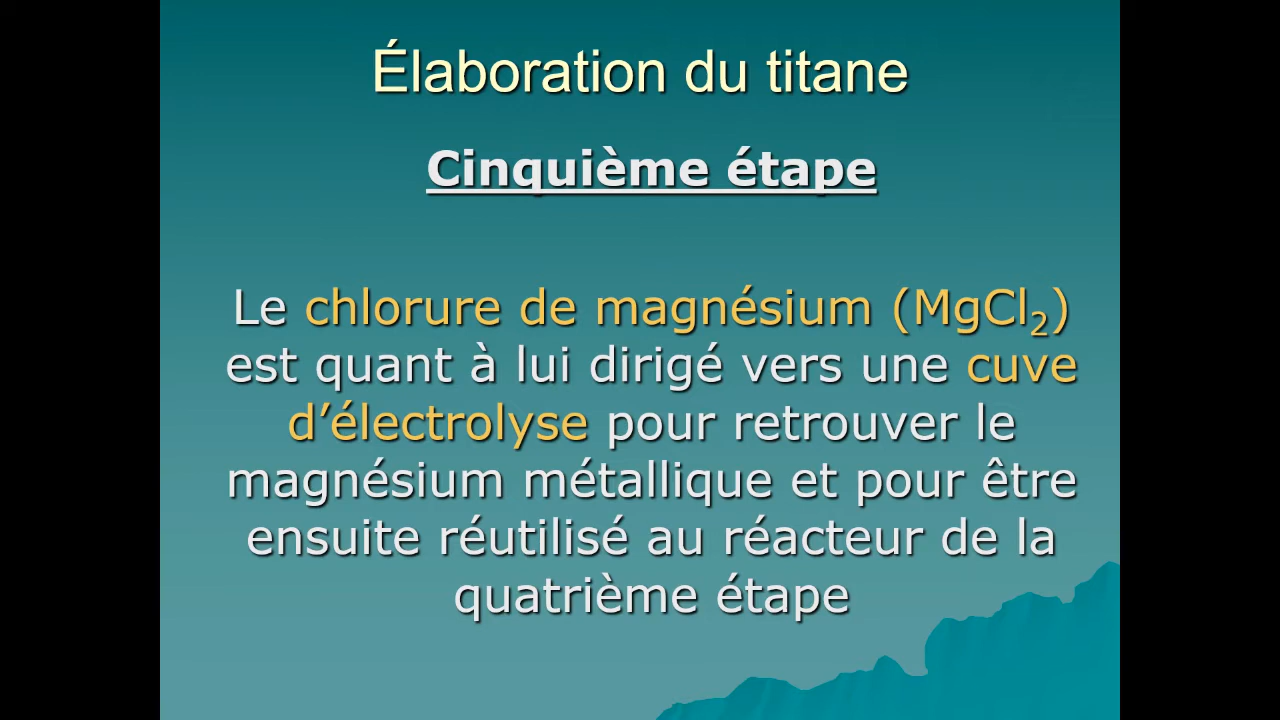 Élaboration du titane
Cinquième étape
Le chlorure de magnésium (MgCl₂)
est quant à lui dirigé vers une cuve
d’électrolyse pour retrouver le
magnésium métallique et pour être
ensuite réutilisé au réacteur de la
quatrième étape